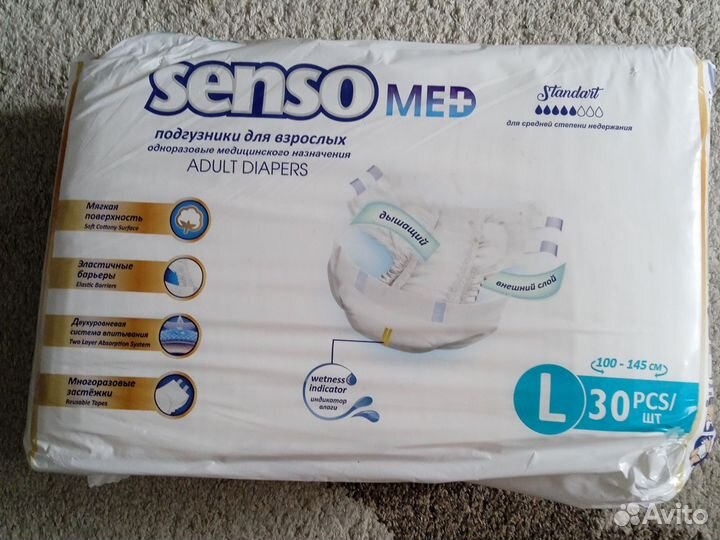 senso MED
Standart
подгузники для взрослых
одноразовые медицинского назначения
ADULT DIAPERS
для средней степени недержания
Мягкая
поверхность
Soft Cottony Surface
Эластичные
барьеры
Elastic Barriers
Двухуровневая
система впитывания
Two Layer Absorption System
Многоразовые
застёжки
Reusable Tapes
дышащий
внешний слой
wetness
indicator
индикатор
влаги
100 - 145 см
L 30 PCS/
шт
Avito